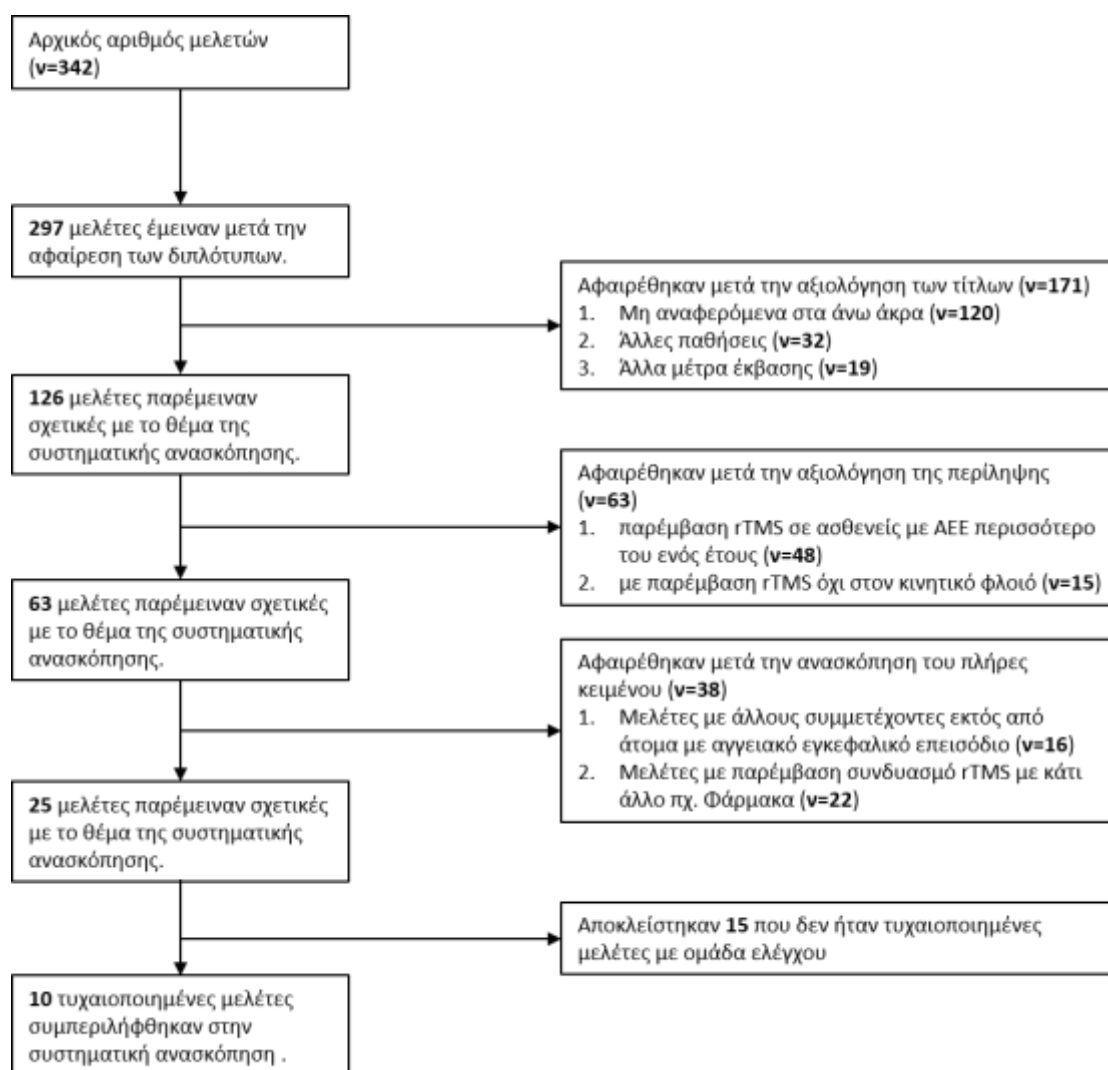 Αρχικός αριθμός μελετών
(ν=342)
297 μελέτες έμειναν μετά την
αφαίρεση των διπλότυπων.
Αφαιρέθηκαν μετά την αξιολόγηση των τίτλων (ν=171)
1. Μη αναφερόμενα στα άνω άκρα (ν=120)
2. Άλλες παθήσεις (ν=32)
3. Άλλα μέτρα έκβασης (ν=19)
126 μελέτες παρέμειναν
σχετικές με το θέμα της
συστηματικής ανασκόπησης.
Αφαιρέθηκαν μετά την αξιολόγηση της περίληψης
(ν=63)
1. παρέμβαση rTMS σε ασθενείς με ΑΕΕ περισσότερο
του ενός έτους (ν=48)
2. με παρέμβαση rTMS όχι στον κινητικό φλοιό (ν=15)
63 μελέτες παρέμειναν σχετικές
με το θέμα της συστηματικής
ανασκόπησης.
Αφαιρέθηκαν μετά την ανασκόπηση του πλήρες
κειμένου (ν=38)
1. Μελέτες με άλλους συμμετέχοντες εκτός από
άτομα με αγγειακό εγκεφαλικό επεισόδιο (ν=16)
2. Μελέτες με παρέμβαση συνδυασμό rTMS με κάτι
άλλο πχ. Φάρμακα (ν=22)
25 μελέτες παρέμειναν σχετικές
με το θέμα της συστηματικής
ανασκόπησης.
Αποκλείστηκαν 15 που δεν ήταν τυχαιοποιημένες
μελέτες με ομάδα ελέγχου
10 τυχαιοποιημένες μελέτες
συμπεριλήφθηκαν στην
συστηματική ανασκόπηση .